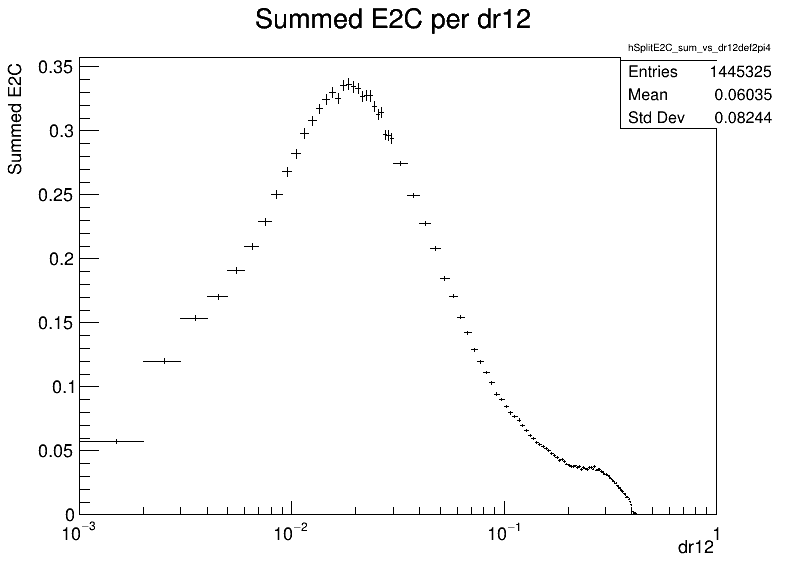 Summed E2C per dr12
hSplitE2C_sum_vs_dr12def2pi4
Entries 1445325
Mean 0.06035
Std Dev 0.08244
Summed E2C
0.35
0.3
0.25
0.2
0.15
0.1
0.05
0
10⁻³ 10⁻² 10⁻¹ 1
dr12